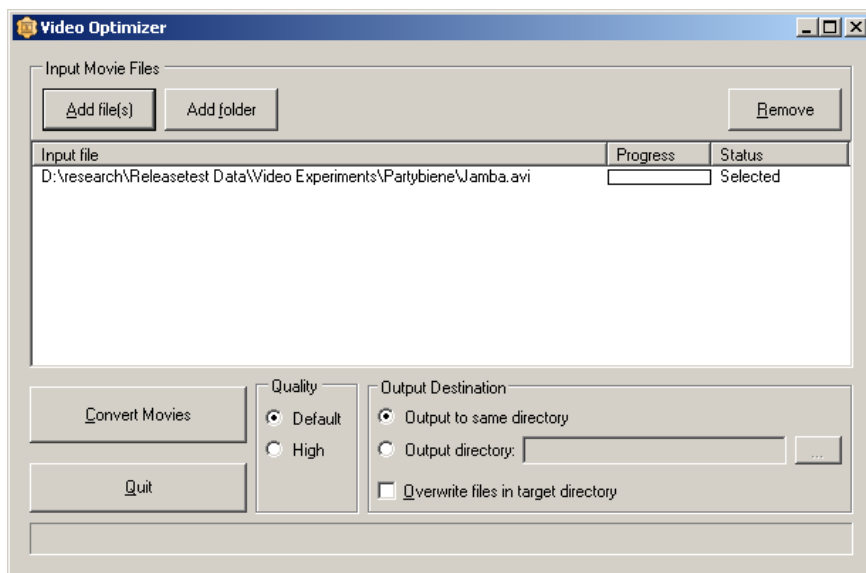 Video Optimizer
Input Movie Files
Add file(s) Add folder Remove
Input file Progress Status
D:\research\Releasetest Data\Video Experiments\Partybiene\Jamba.avi Selected
Convert Movies
Quit
Quality
Default
High
Output Destination
Output to same directory
Output directory: ...
Overwrite files in target directory